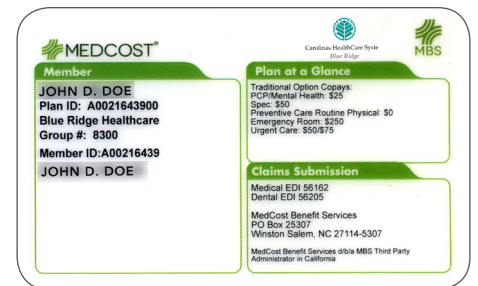 MEDCOST®
Carolinas HealthCare Syste
Blue Ridge
MBS
Member
JOHN D. DOE
Plan ID: A0021643900
Blue Ridge Healthcare
Group #: 8300
Member ID:A00216439
JOHN D. DOE
Plan at a Glance
Traditional Option Copays:
PCP/Mental Health: $25
Spec: $50
Preventive Care Routine Physical: $0
Emergency Room: $250
Urgent Care: $50/$75
Claims Submission
Medical EDI 56162
Dental EDI 56205
MedCost Benefit Services
PO Box 25307
Winston Salem, NC 27114-5307
MedCost Benefit Services d/b/a MBS Third Party
Administrator in California